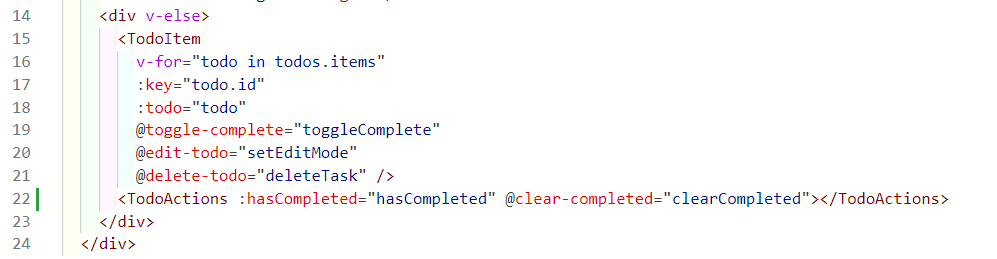 14 <div v-else>
15 <TodoItem
16 v-for="todo in todos.items"
17 :key="todo.id"
18 :todo="todo"
19 @toggle-complete="toggleComplete"
20 @edit-todo="setEditMode"
21 @delete-todo="deleteTask" />
22 <TodoActions :hasCompleted="hasCompleted" @clear-completed="clearCompleted"></TodoActions>
23 </div>
24 </div>